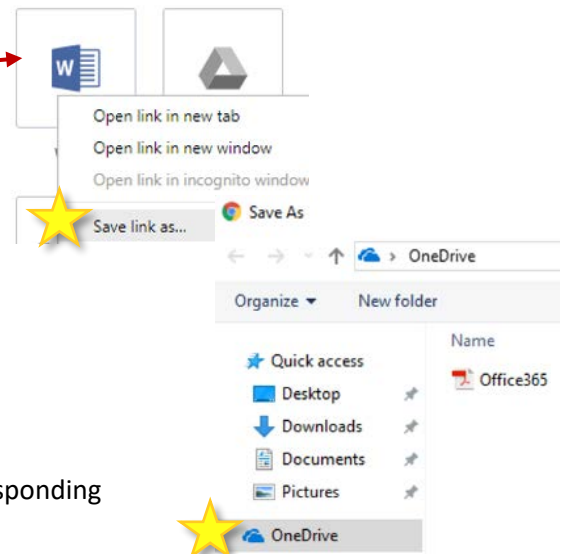 W
Open link in new tab
Open link in new window
Open link in incognito window
Save link as...
Save As
OneDrive
Organize New folder
Name
Quick access
Office365
Desktop
Downloads
Documents
Pictures
sponding
OneDrive